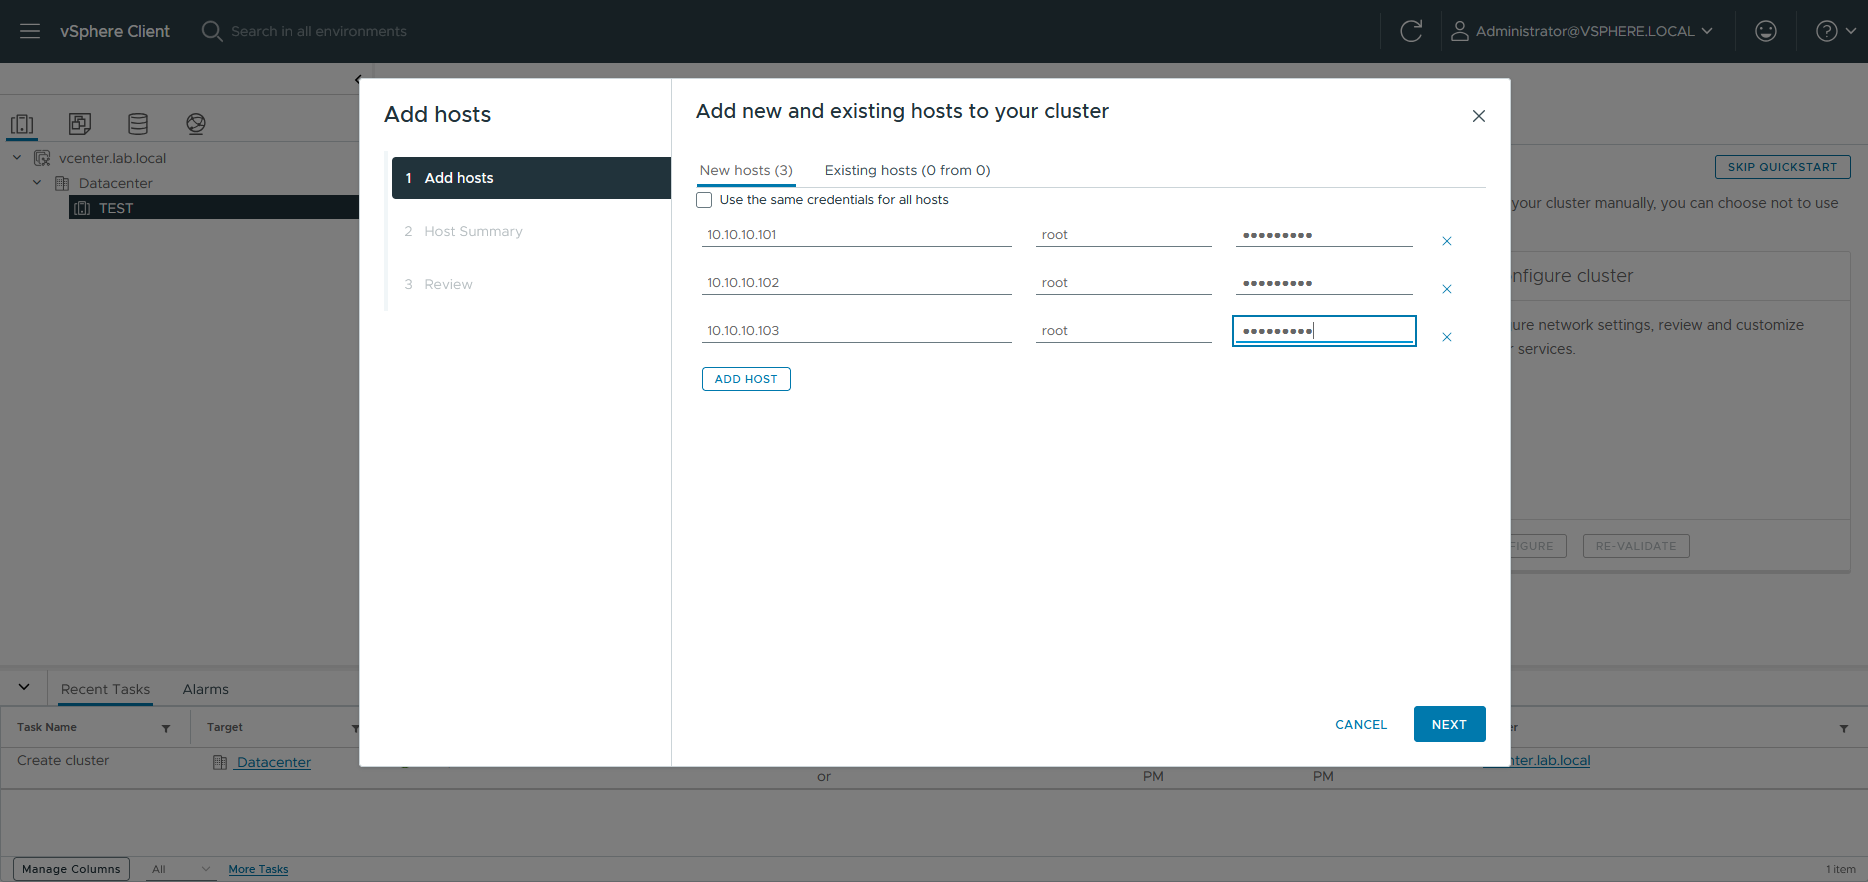 vSphere Client
Search in all environments
Administrator@VSPHERE.LOCAL
vcenter.lab.local
Datacenter
TEST
Add hosts
1 Add hosts
2 Host Summary
3 Review
Add new and existing hosts to your cluster
New hosts (3) Existing hosts (0 from 0)
Use the same credentials for all hosts
10.10.10.101 root •••••••••
10.10.10.102 root •••••••••
10.10.10.103 root •••••••••
ADD HOST
CANCEL NEXT
SKIP QUICKSTART
your cluster manually, you can choose not to use
nfigure cluster
ure network settings, review and customize
r services.
FIGURE RE-VALIDATE
Recent Tasks Alarms
Task Name Target er
Create cluster Datacenter nter.lab.local
or PM PM
Manage Columns All More Tasks 1 item